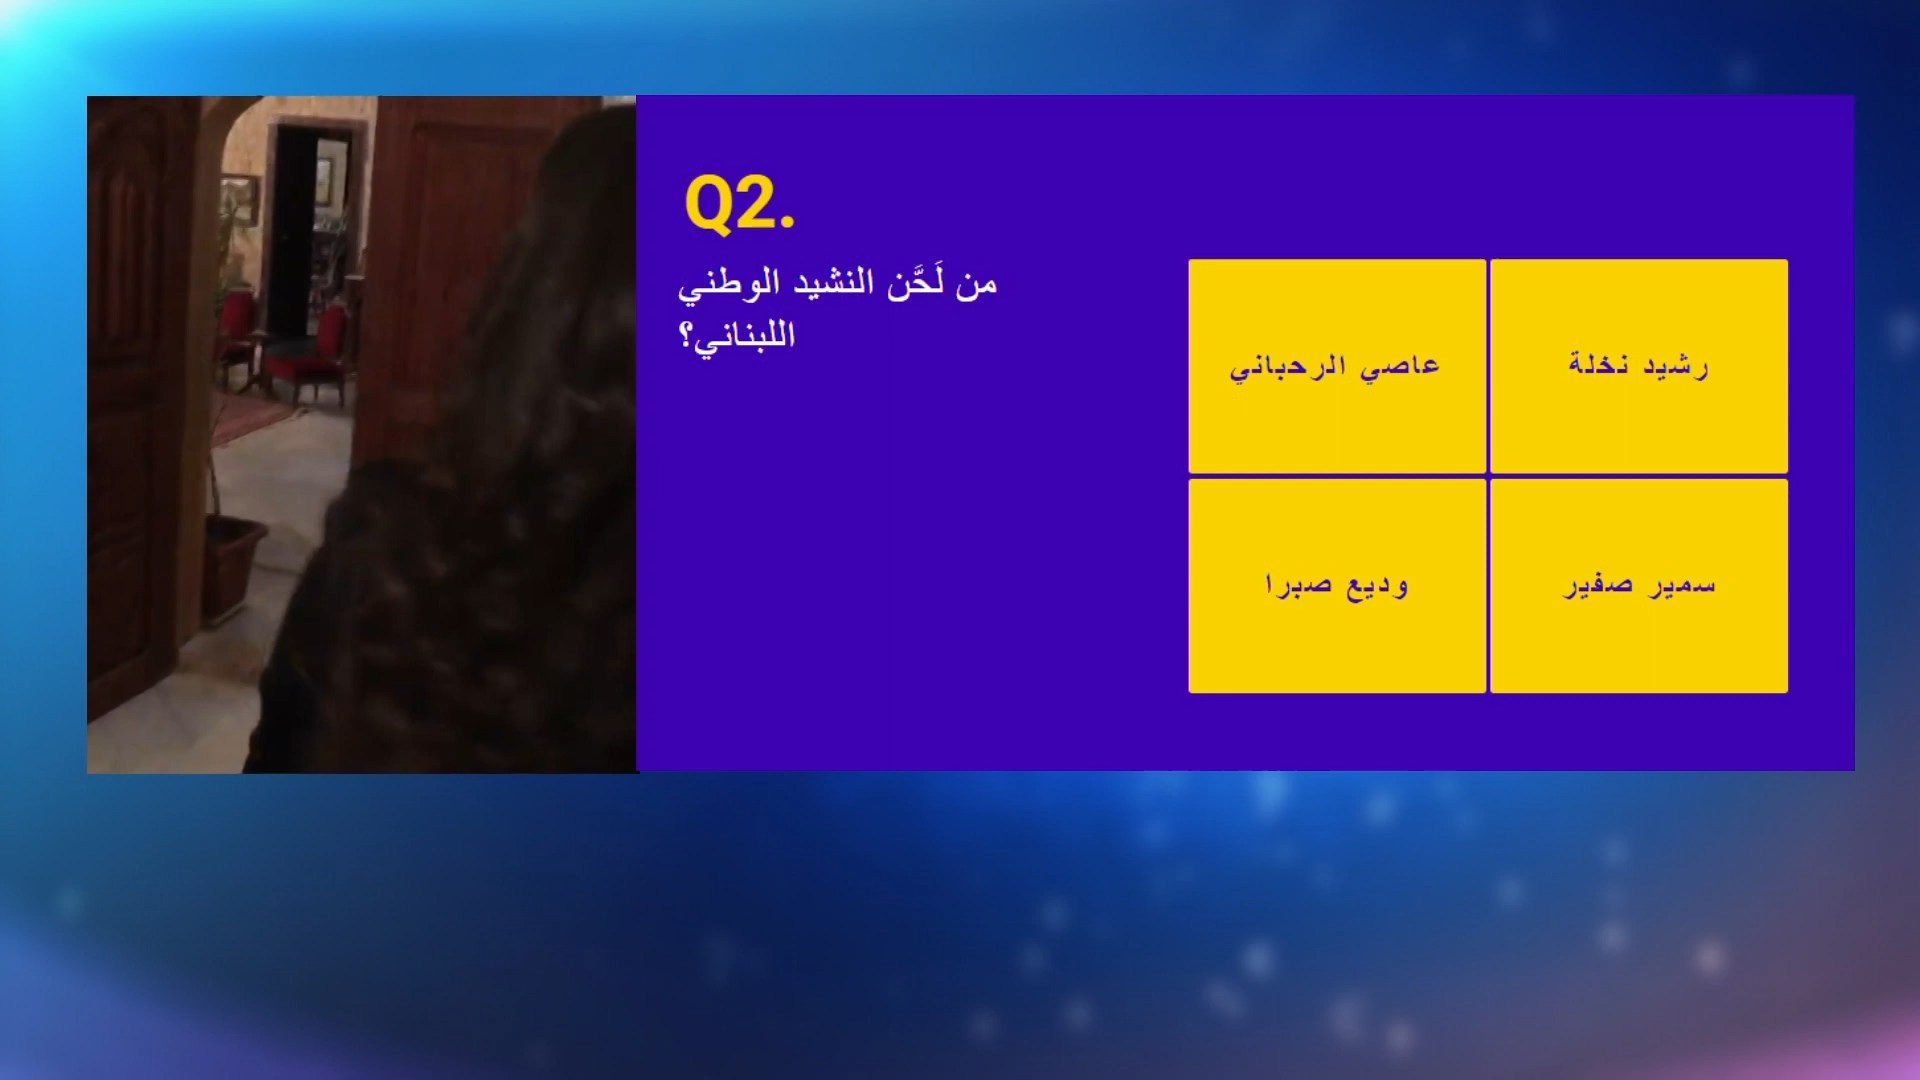 Q2.
من لَحَّن النشيد الوطني
اللبناني؟
رشيد نخلة
عاصي الرحباني
سمير صفير
وديع صبرا